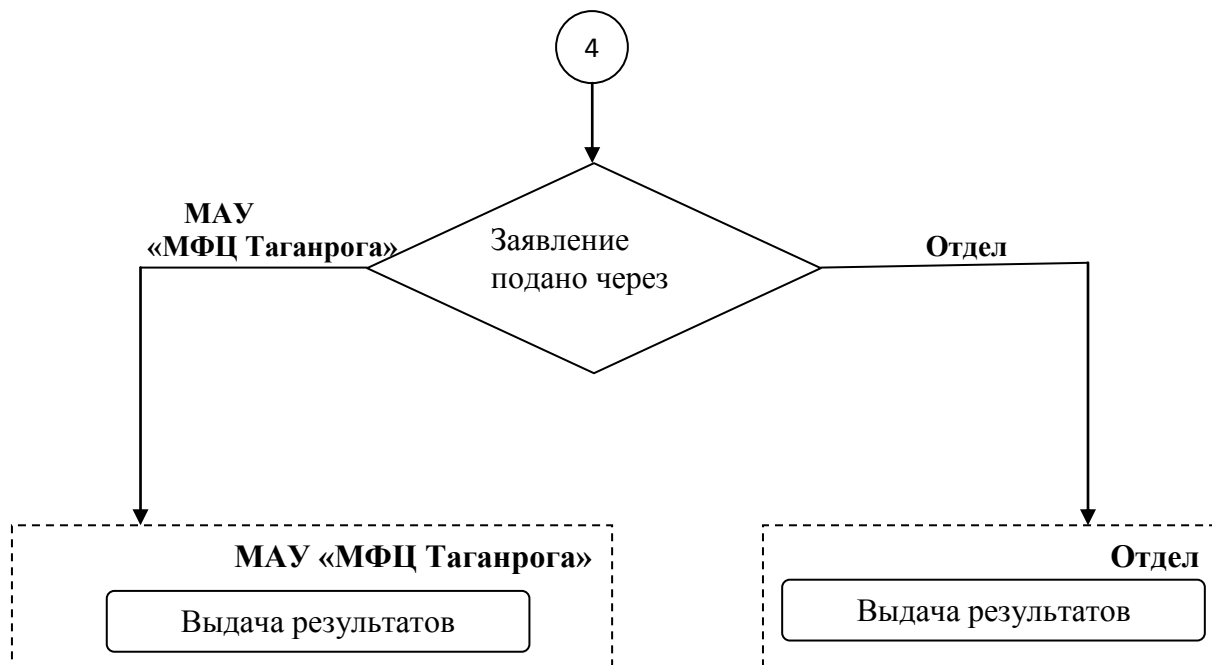 4
МАУ
«МФЦ Таганрога»
Заявление
подано через
Отдел
МАУ «МФЦ Таганрога»
Выдача результатов
Отдел
Выдача результатов